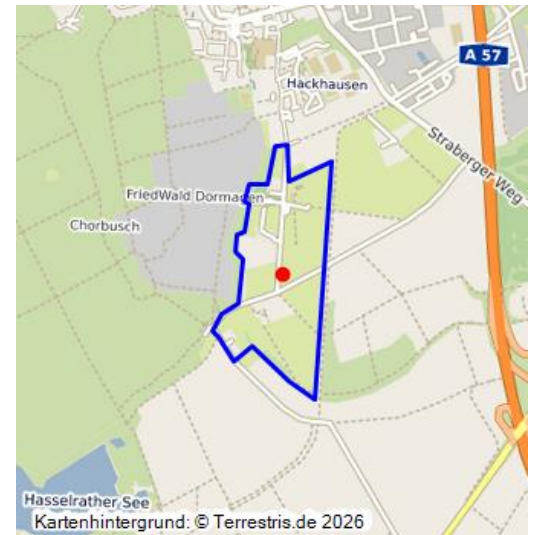 A 57
Hackhausen
Straberger Weg
FriedWald Dormagen
Chorbusch
Hasselrather See
Kartenhintergrund: © Terrestris.de 2026